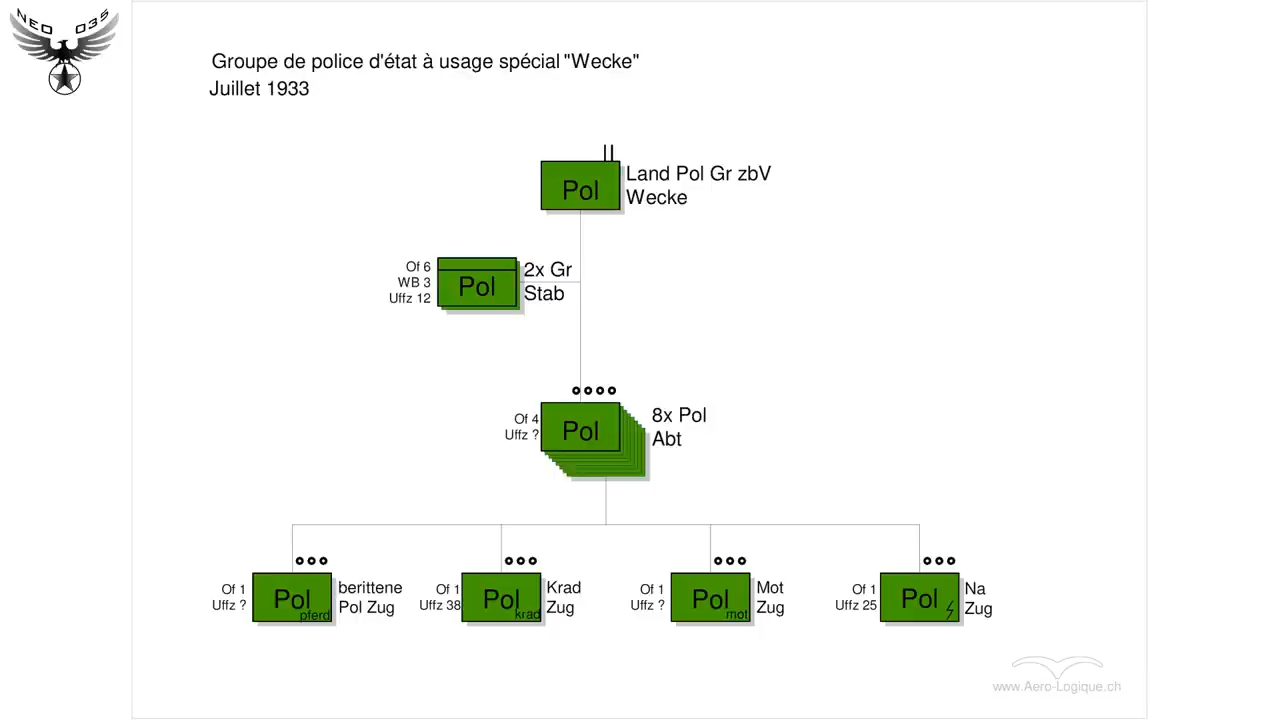 NEO 035
Groupe de police d'état à usage spécial "Wecke"
Juillet 1933
Pol
Land Pol Gr zbV
Wecke
Of 6
WB 3
Uffz 12
Pol
2x Gr
Stab
Of 4
Uffz ?
Pol
8x Pol
Abt
Of 1
Uffz ?
Pol
pferd
berittene
Pol Zug
Of 1
Uffz 38
Pol
krad
Krad
Zug
Of 1
Uffz ?
Pol
mot
Mot
Zug
Of 1
Uffz 25
Pol
Na
Zug
www.Aero-Logique.ch